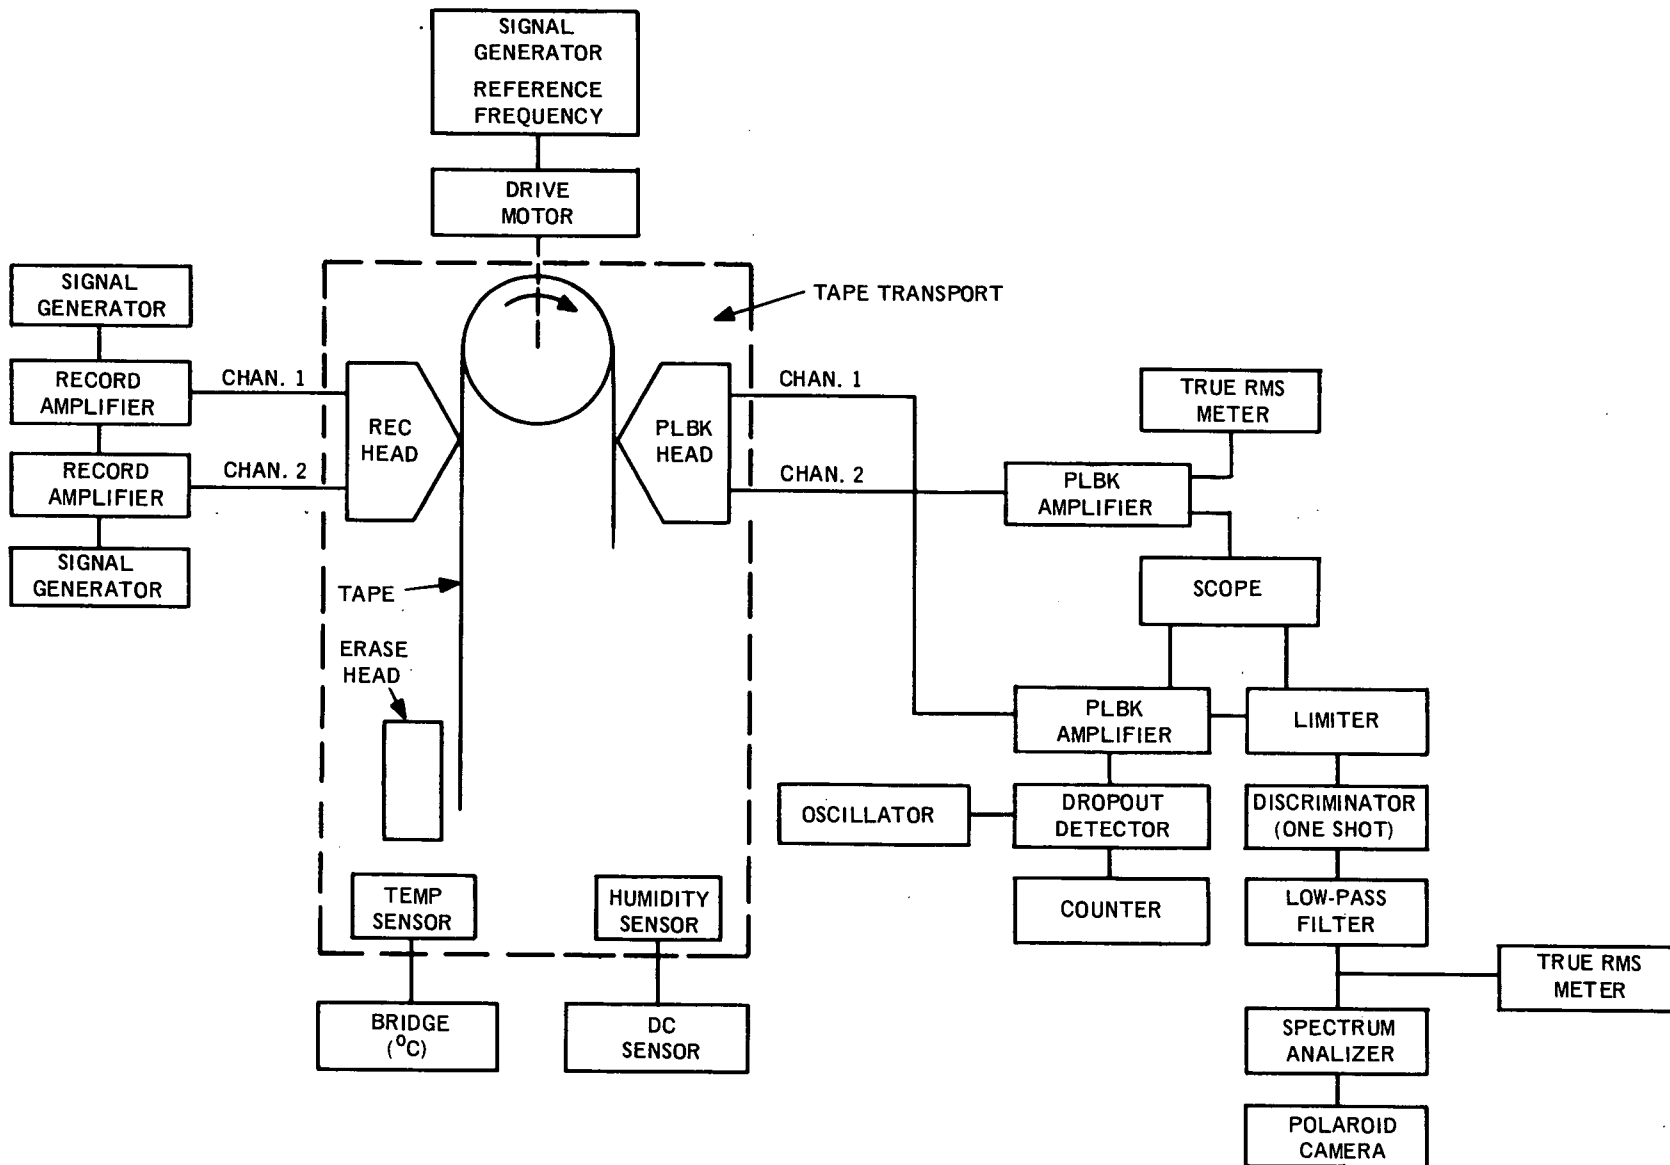 SIGNAL
GENERATOR
REFERENCE
FREQUENCY
DRIVE
MOTOR
SIGNAL
GENERATOR
RECORD
AMPLIFIER
RECORD
AMPLIFIER
SIGNAL
GENERATOR
CHAN. 1
CHAN. 2
REC
HEAD
TAPE
ERASE
HEAD
TEMP
SENSOR
HUMIDITY
SENSOR
BRIDGE
(°C)
DC
SENSOR
TAPE TRANSPORT
PLBK
HEAD
CHAN. 1
CHAN. 2
TRUE RMS
METER
PLBK
AMPLIFIER
SCOPE
PLBK
AMPLIFIER
LIMITER
OSCILLATOR
DROPOUT
DETECTOR
DISCRIMINATOR
(ONE SHOT)
COUNTER
LOW-PASS
FILTER
TRUE RMS
METER
SPECTRUM
ANALIZER
POLAROID
CAMERA